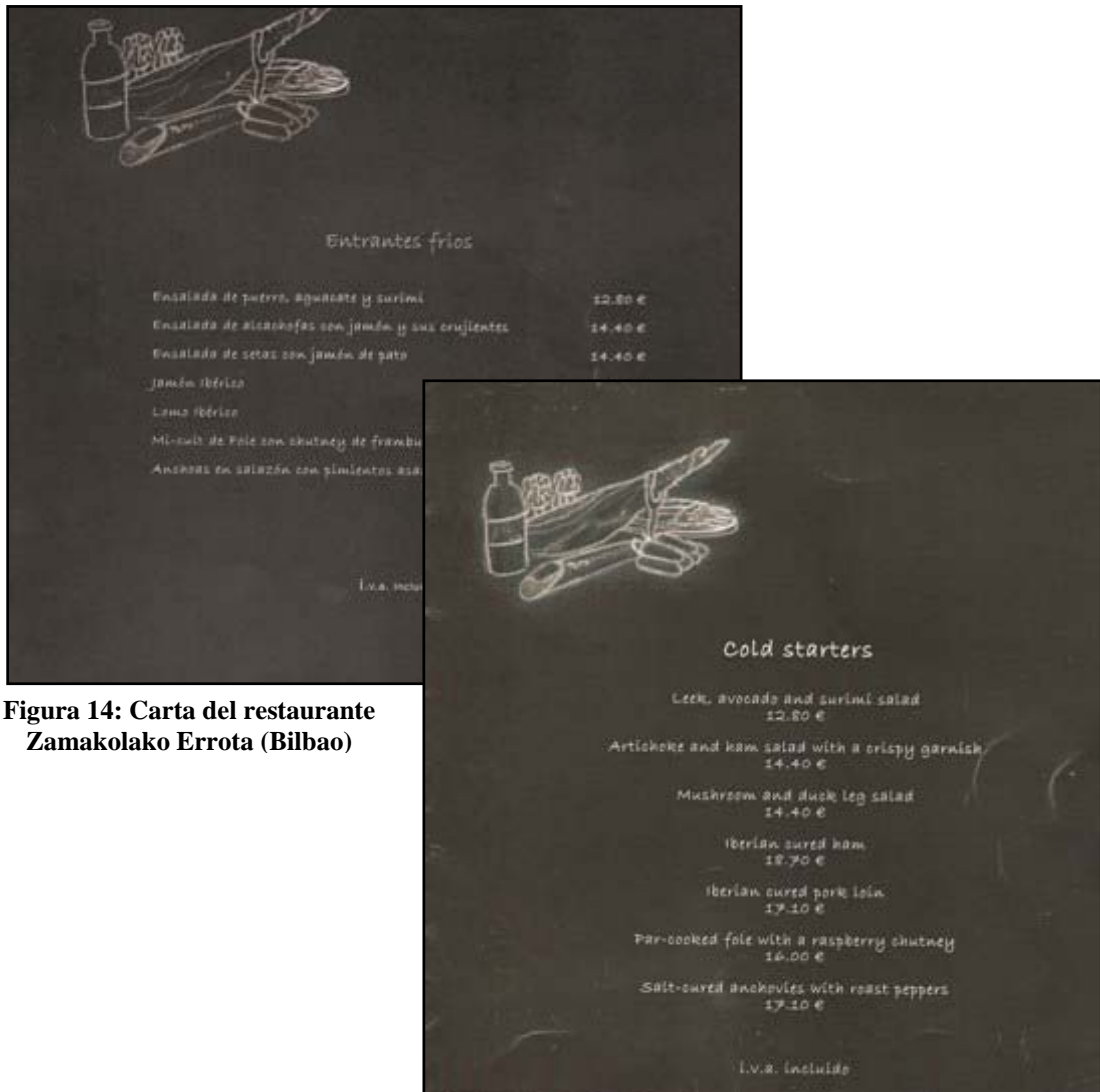 Entrantes frios
Ensalada de puerro, aguacate y surimi 12.80 €
Ensalada de alcachofas con jamón y sus crujientes 14.40 €
Ensalada de setas con jamón de pato 14.40 €
Jamón Ibérico
Lomo Ibérico
Mi-cuit de Foie con chutney de frambu
Anchoas en salazón con pimientos asa
i.v.a. inclui
Figura 14: Carta del restaurante
Zamakolako Errota (Bilbao)
Cold starters
Leek, avocado and surimi salad
12.80 €
Artichoke and ham salad with a crispy garnish
14.40 €
Mushroom and duck leg salad
14.40 €
Iberian cured ham
18.70 €
Iberian cured pork loin
17.10 €
Par-cooked foie with a raspberry chutney
16.00 €
Salt-cured anchovies with roast peppers
17.10 €
i.v.a. incluido